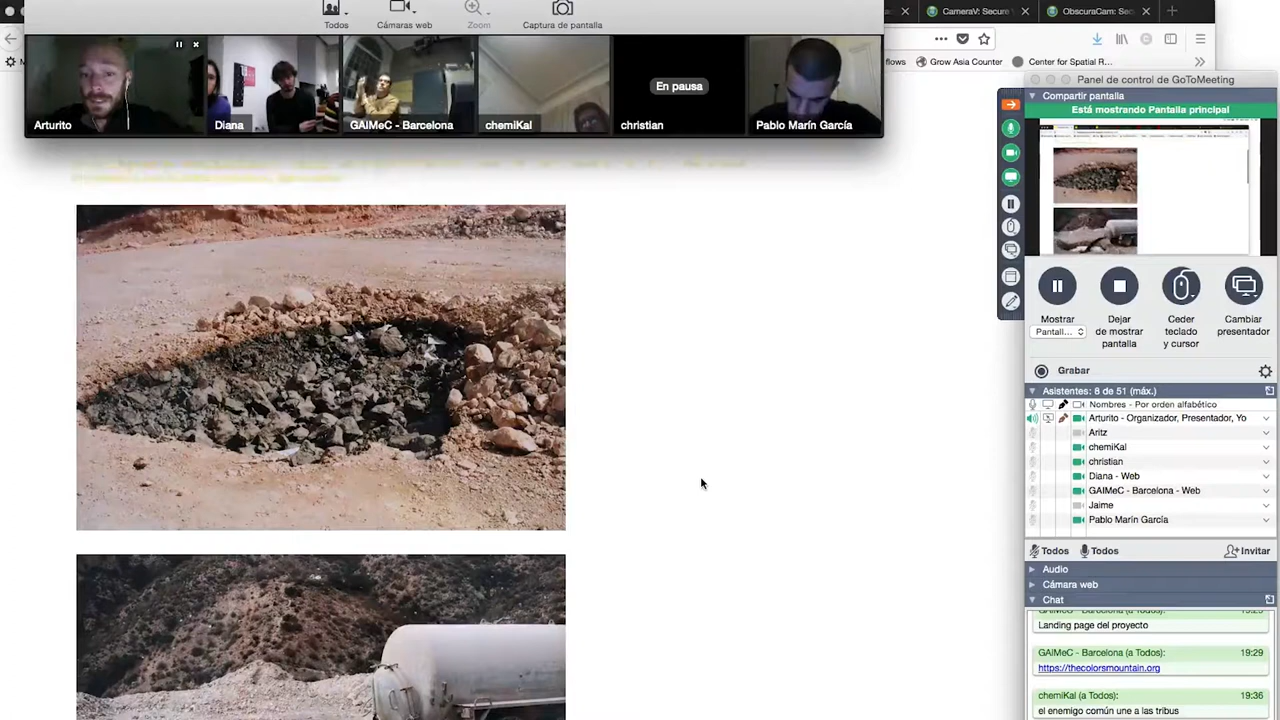 CameraV: Secure
ObscuraCam: Sec
Todos
Cámaras web
Zoom
Captura de pantalla
flows
Grow Asia Counter
Center for Spatial R...
Arturito
Diana
GAIMeC - Barcelona
chemiKal
En pausa
christian
Pablo Marín García
Panel de control de GoToMeeting
Compartir pantalla
Está mostrando Pantalla principal
Mostrar
Pantall...
Dejar
de mostrar
pantalla
Ceder
teclado
y cursor
Cambiar
presentador
Grabar
Asistentes: 8 de 51 (máx.)
Nombres - Por orden alfabético
Arturito - Organizador, Presentador, Yo
Aritz
chemiKal
christian
Diana - Web
GAIMeC - Barcelona - Web
Jaime
Pablo Marín García
Todos
Todos
Invitar
Audio
Cámara web
Chat
GAIMeC - Barcelona (a Todos):
Landing page del proyecto
GAIMeC - Barcelona (a Todos): 19:29
https://thecolorsmountain.org
chemiKal (a Todos): 19:36
el enemigo común une a las tribus